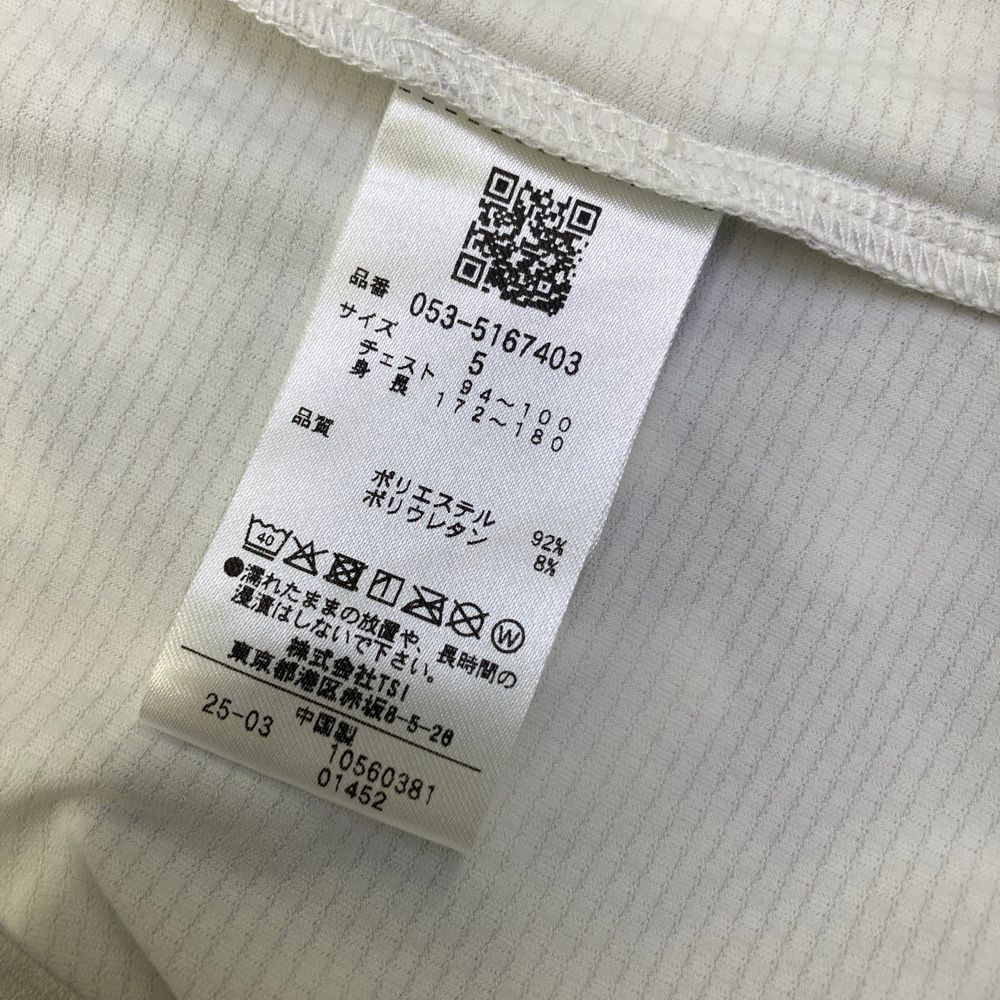 品番 053-5167403
サイズ 5
チェスト 94～100
身長 172～180
品質
ポリエステル 92%
ポリウレタン 8%
40
W
●濡れたままの放置や、長時間の
浸漬はしないで下さい。
株式会社TSI
東京都港区赤坂8-5-28
25-03 中国製
10560381
01452